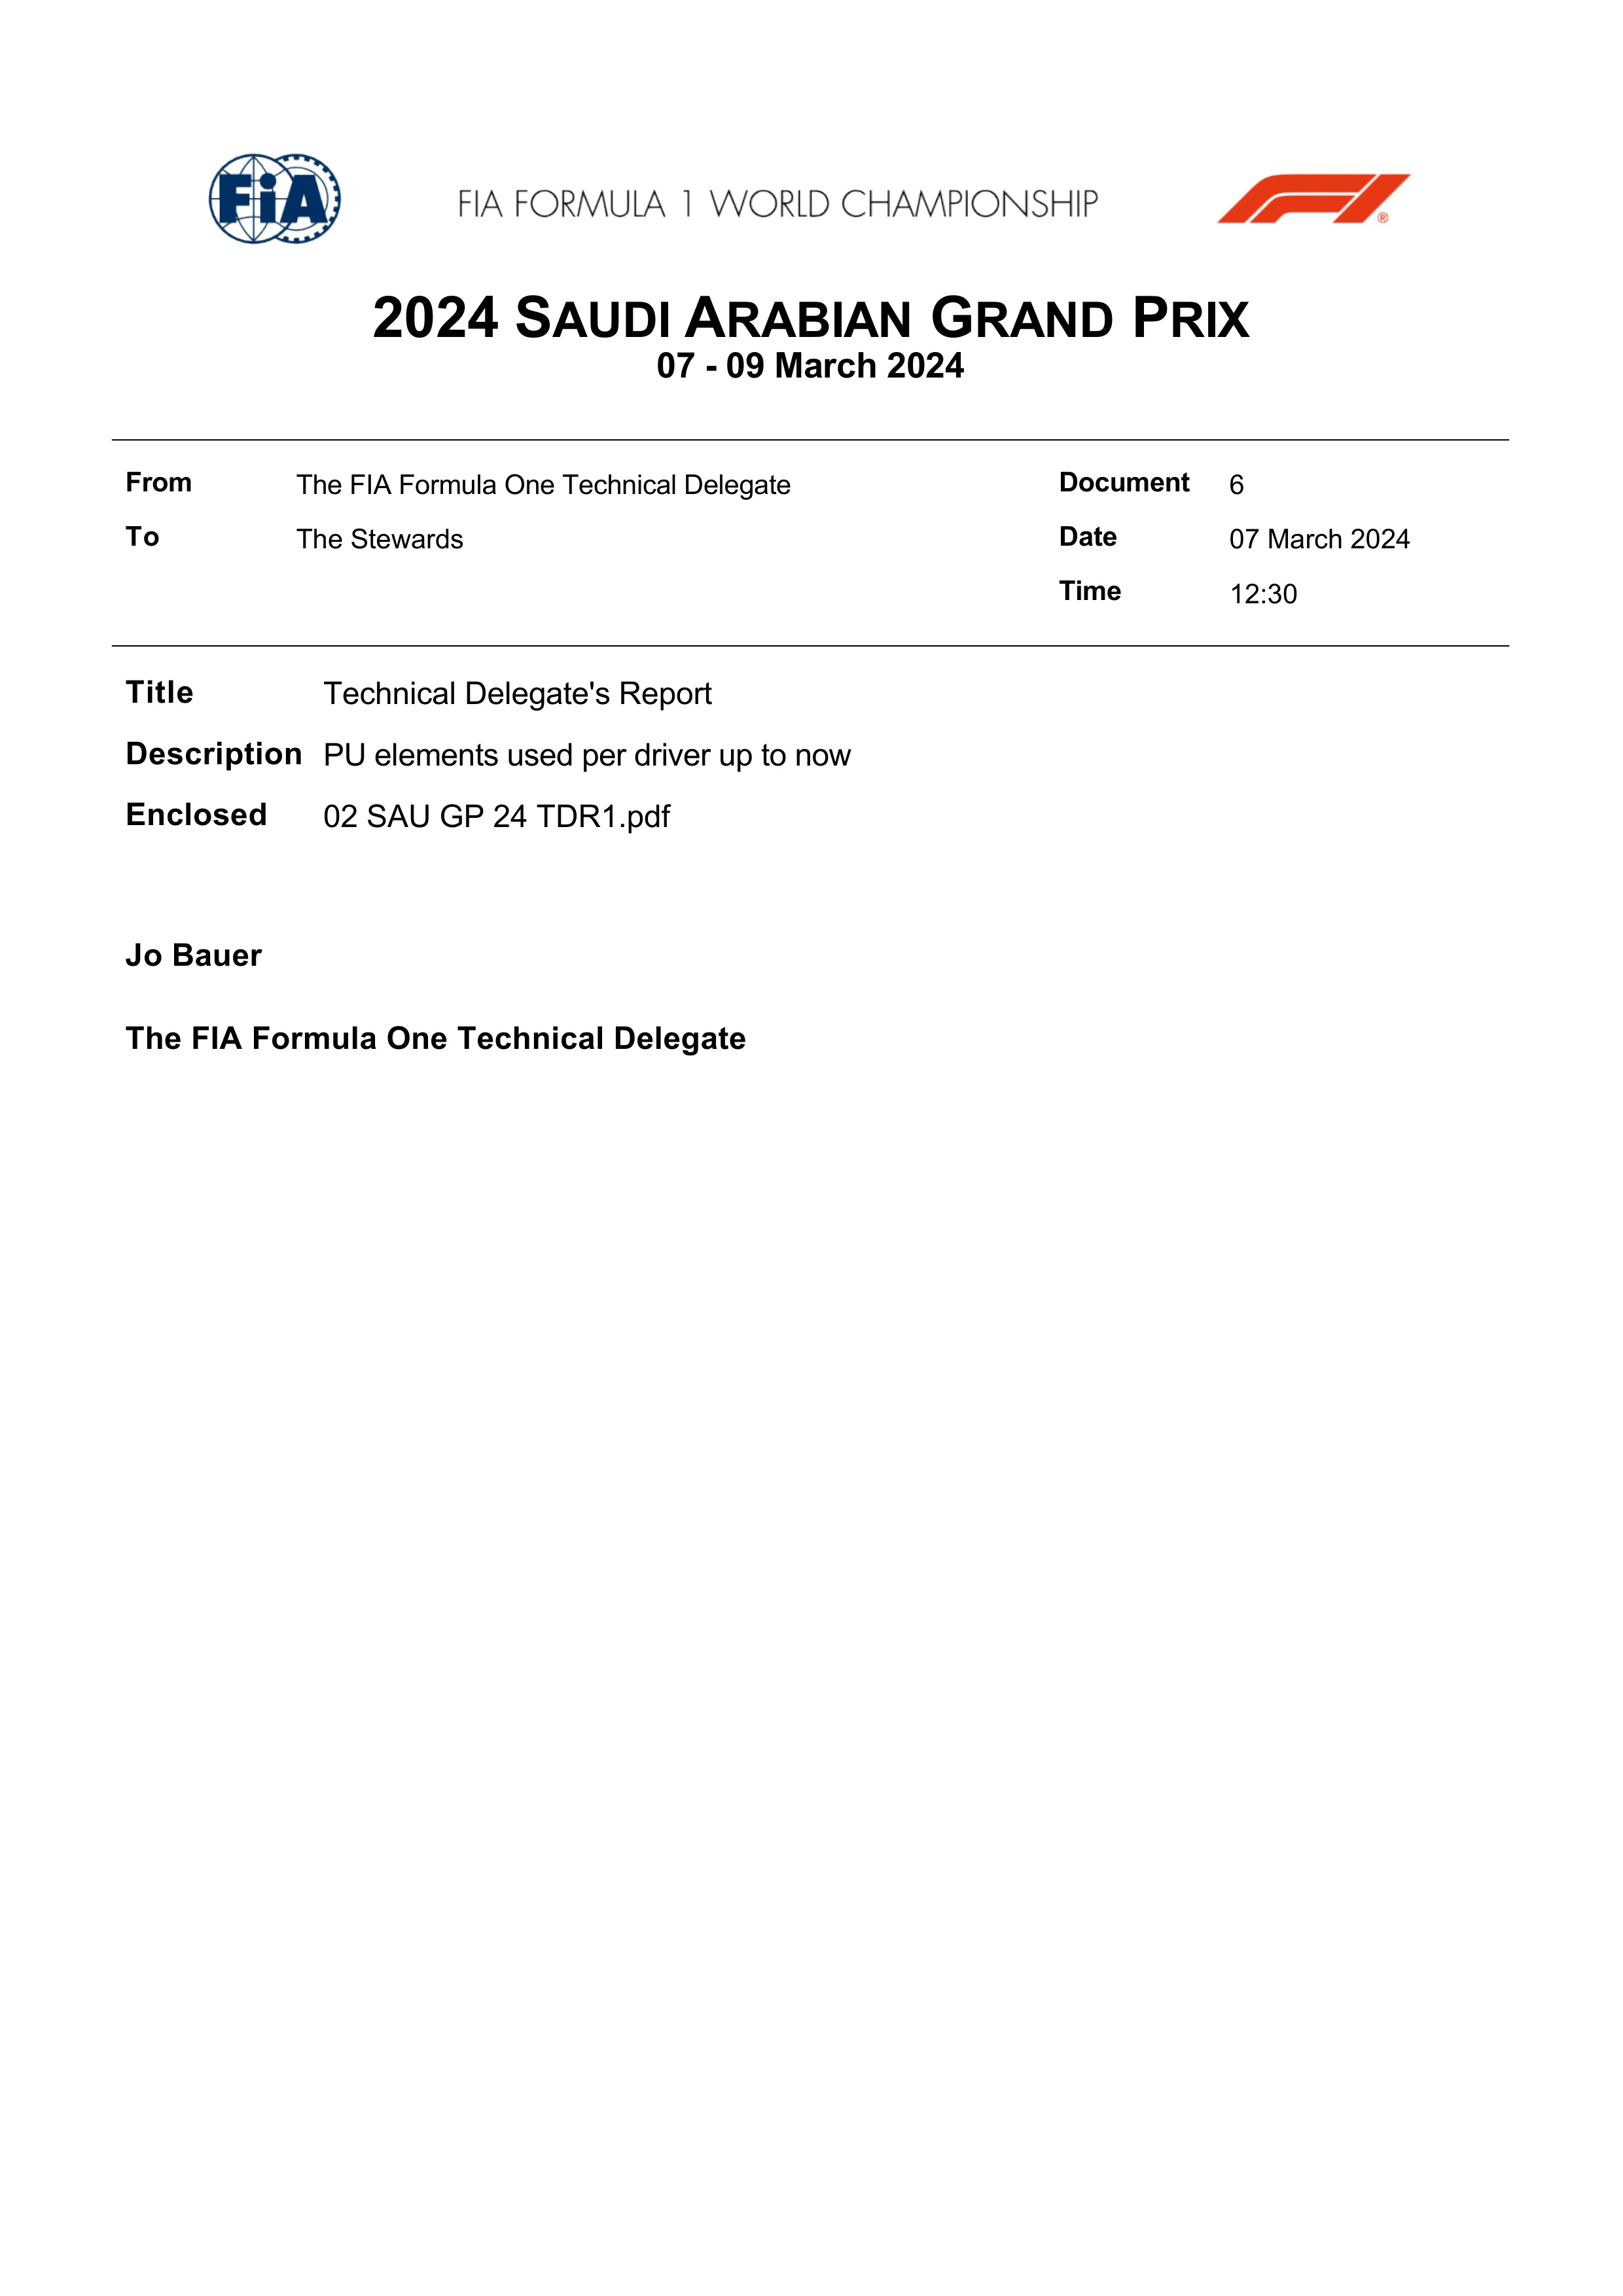 FiA
FIA FORMULA 1 WORLD CHAMPIONSHIP
F1®
2024 SAUDI ARABIAN GRAND PRIX
07 - 09 March 2024
From The FIA Formula One Technical Delegate Document 6
To The Stewards Date 07 March 2024
Time 12:30
Title Technical Delegate's Report
Description PU elements used per driver up to now
Enclosed 02 SAU GP 24 TDR1.pdf
Jo Bauer
The FIA Formula One Technical Delegate